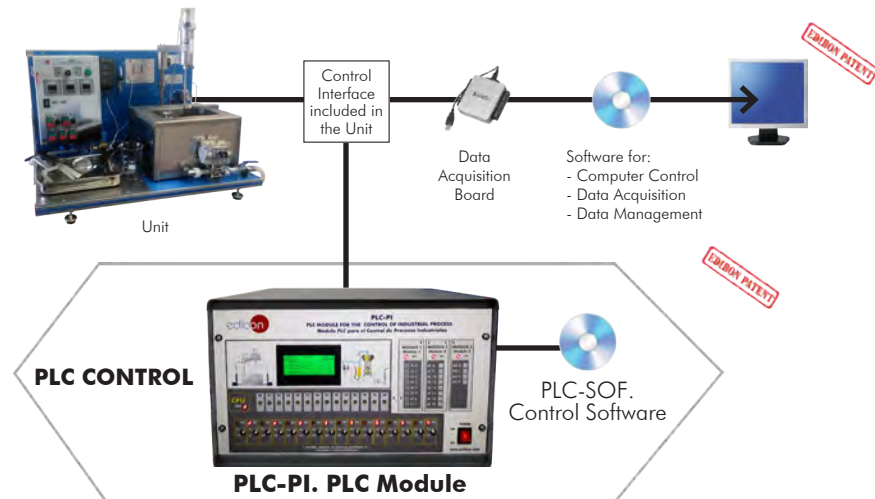 EDIBON PATENT
Control
Interface
included in
the Unit
Unit
Data
Acquisition
Board
Software for:
- Computer Control
- Data Acquisition
- Data Management
EDIBON PATENT
PLC CONTROL
edibon
PLC-PI
PLC MODULE FOR THE CONTROL OF INDUSTRIAL PROCESS
Módulo PLC para el Control de Procesos Industriales
CPU
PLC-SOF.
Control Software
PLC-PI. PLC Module